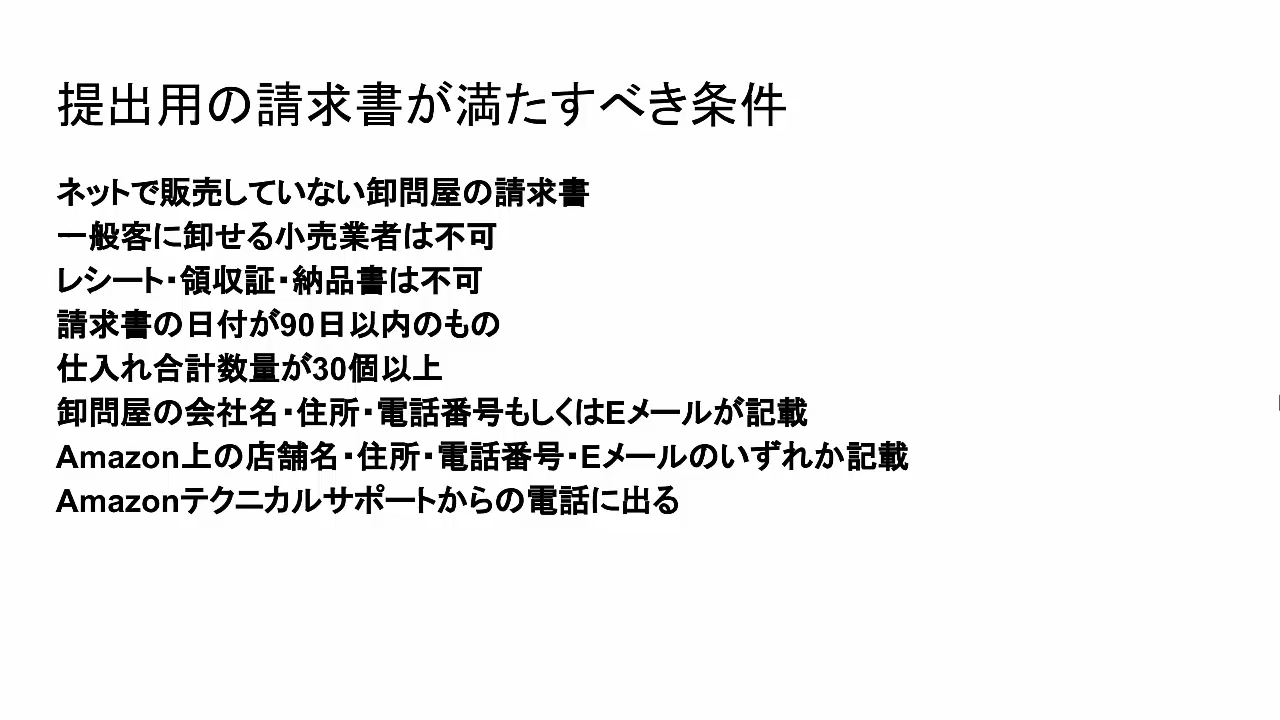 提出用の請求書が満たすべき条件
ネットで販売していない卸問屋の請求書
一般客に卸せる小売業者は不可
レシート・領収証・納品書は不可
請求書の日付が90日以内のもの
仕入れ合計数量が30個以上
卸問屋の会社名・住所・電話番号もしくはEメールが記載
Amazon上の店舗名・住所・電話番号・Eメールのいずれか記載
Amazonテクニカルサポートからの電話に出る